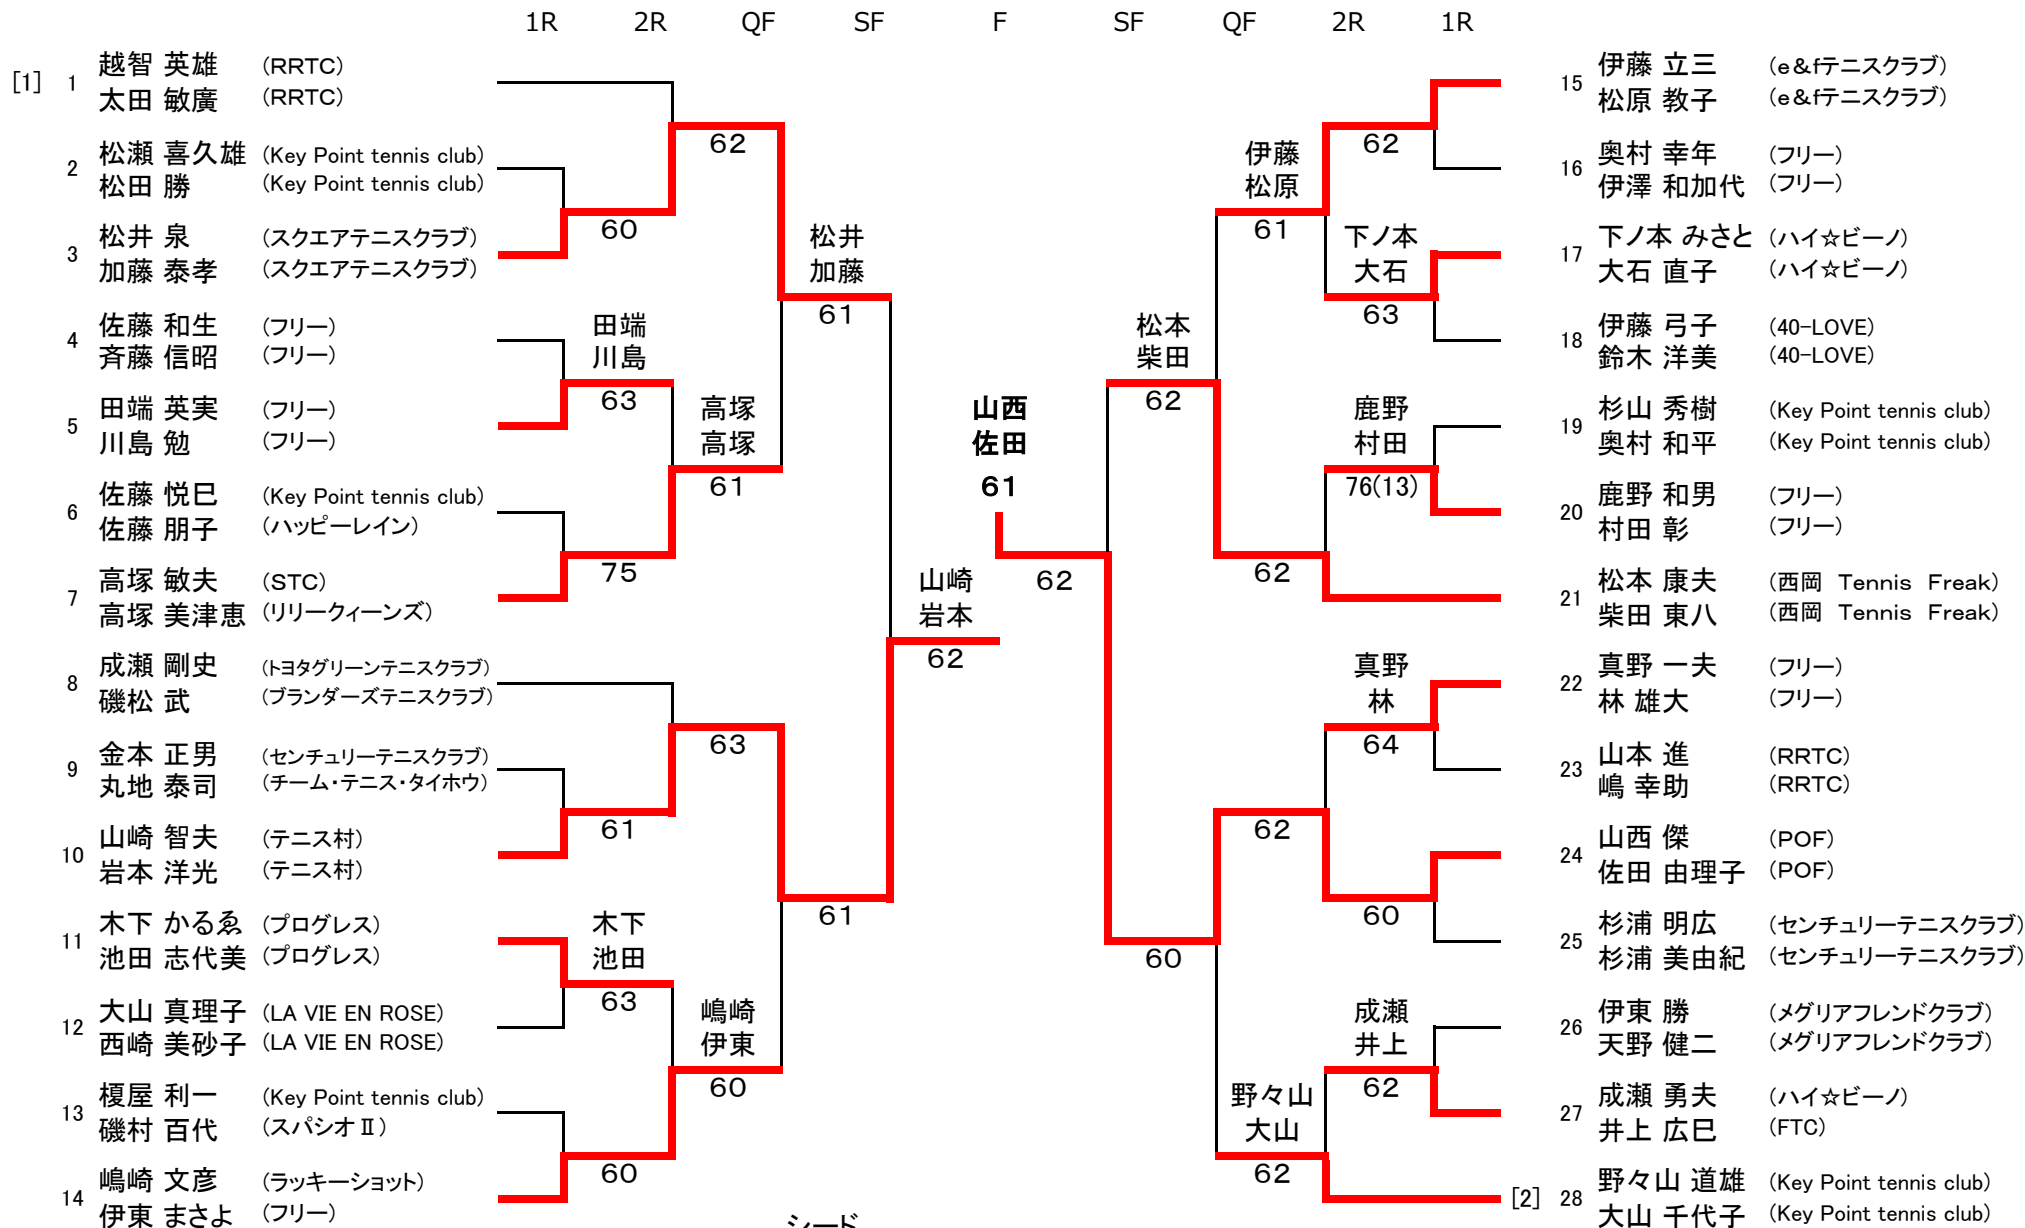 1R 2R QF SF F SF QF 2R 1R
[1] 1 越智 英雄 (RRTC)
太田 敏廣 (RRTC)
2 松瀬 喜久雄 (Key Point tennis club)
松田 勝 (Key Point tennis club)
3 松井 泉 (スクエアテニスクラブ)
加藤 泰孝 (スクエアテニスクラブ)
4 佐藤 和生 (フリー)
斉藤 信昭 (フリー)
5 田端 英実 (フリー)
川島 勉 (フリー)
6 佐藤 悦巳 (Key Point tennis club)
佐藤 朋子 (ハッピーレイン)
7 高塚 敏夫 (STC)
高塚 美津恵 (リリークィーンズ)
8 成瀬 剛史 (トヨタグリーンテニスクラブ)
磯松 武 (ブランダーズテニスクラブ)
9 金本 正男 (センチュリーテニスクラブ)
丸地 泰司 (チーム・テニス・タイホウ)
10 山崎 智夫 (テニス村)
岩本 洋光 (テニス村)
11 木下 かるゑ (プログレス)
池田 志代美 (プログレス)
12 大山 真理子 (LA VIE EN ROSE)
西崎 美砂子 (LA VIE EN ROSE)
13 榎屋 利一 (Key Point tennis club)
磯村 百代 (スパシオⅡ)
14 嶋崎 文彦 (ラッキーショット)
伊東 まさよ (フリー)
60
田端
川島
63
75
61
木下
池田
63
60
62
高塚
高塚
61
63
嶋崎
伊東
60
松井
加藤
61
61
山崎
岩本
62
山西
佐田
61
62
松本
柴田
62
60
伊藤
松原
61
62
62
野々山
大山
62
62
下ノ本
大石
63
鹿野
村田
76(13)
真野
林
64
60
成瀬
井上
62
15 伊藤 立三 (e&fテニスクラブ)
松原 教子 (e&fテニスクラブ)
16 奥村 幸年 (フリー)
伊澤 和加代 (フリー)
17 下ノ本 みさと (ハイ☆ビーノ)
大石 直子 (ハイ☆ビーノ)
18 伊藤 弓子 (40-LOVE)
鈴木 洋美 (40-LOVE)
19 杉山 秀樹 (Key Point tennis club)
奥村 和平 (Key Point tennis club)
20 鹿野 和男 (フリー)
村田 彰 (フリー)
21 松本 康夫 (西岡 Tennis Freak)
柴田 東八 (西岡 Tennis Freak)
22 真野 一夫 (フリー)
林 雄大 (フリー)
23 山本 進 (RRTC)
嶋 幸助 (RRTC)
24 山西 傑 (POF)
佐田 由理子 (POF)
25 杉浦 明広 (センチュリーテニスクラブ)
杉浦 美由紀 (センチュリーテニスクラブ)
26 伊東 勝 (メグリアフレンドクラブ)
天野 健二 (メグリアフレンドクラブ)
27 成瀬 勇夫 (ハイ☆ビーノ)
井上 広巳 (FTC)
[2] 28 野々山 道雄 (Key Point tennis club)
大山 千代子 (Key Point tennis club)
シード